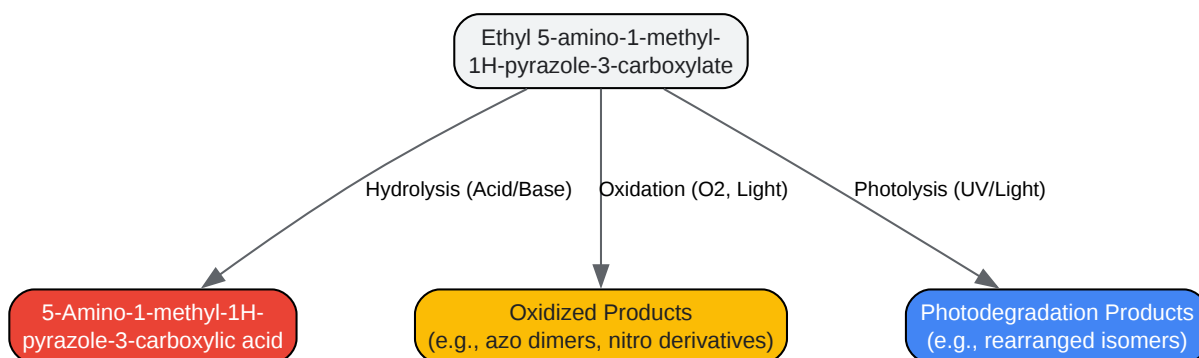 Ethyl 5-amino-1-methyl-
1H-pyrazole-3-carboxylate
Hydrolysis (Acid/Base)
Oxidation (O2, Light)
Photolysis (UV/Light)
5-Amino-1-methyl-1H-
pyrazole-3-carboxylic acid
Oxidized Products
(e.g., azo dimers, nitro derivatives)
Photodegradation Products
(e.g., rearranged isomers)